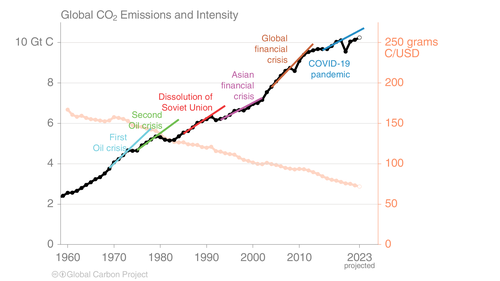 Global CO₂ Emissions and Intensity
10 Gt C
8
6
4
2
0
250 grams
C/USD
200
150
100
50
0
First
Oil crisis
Second
Oil crisis
Dissolution of
Soviet Union
Asian
financial
crisis
Global
financial
crisis
COVID-19
pandemic
1960 1970 1980 1990 2000 2010 2023
projected
Global Carbon Project